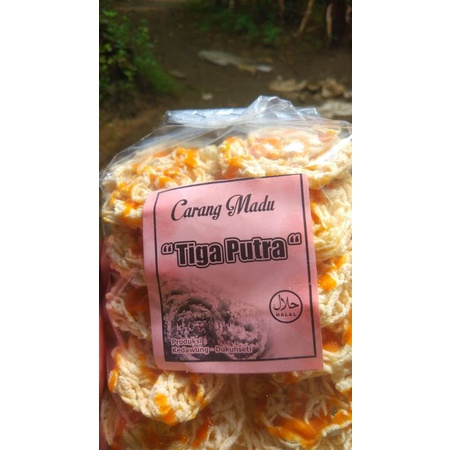 Carang Madu
“Tiga Putra“
حلال
HALAL
Produksi :
Kedawung - Dukuhseti